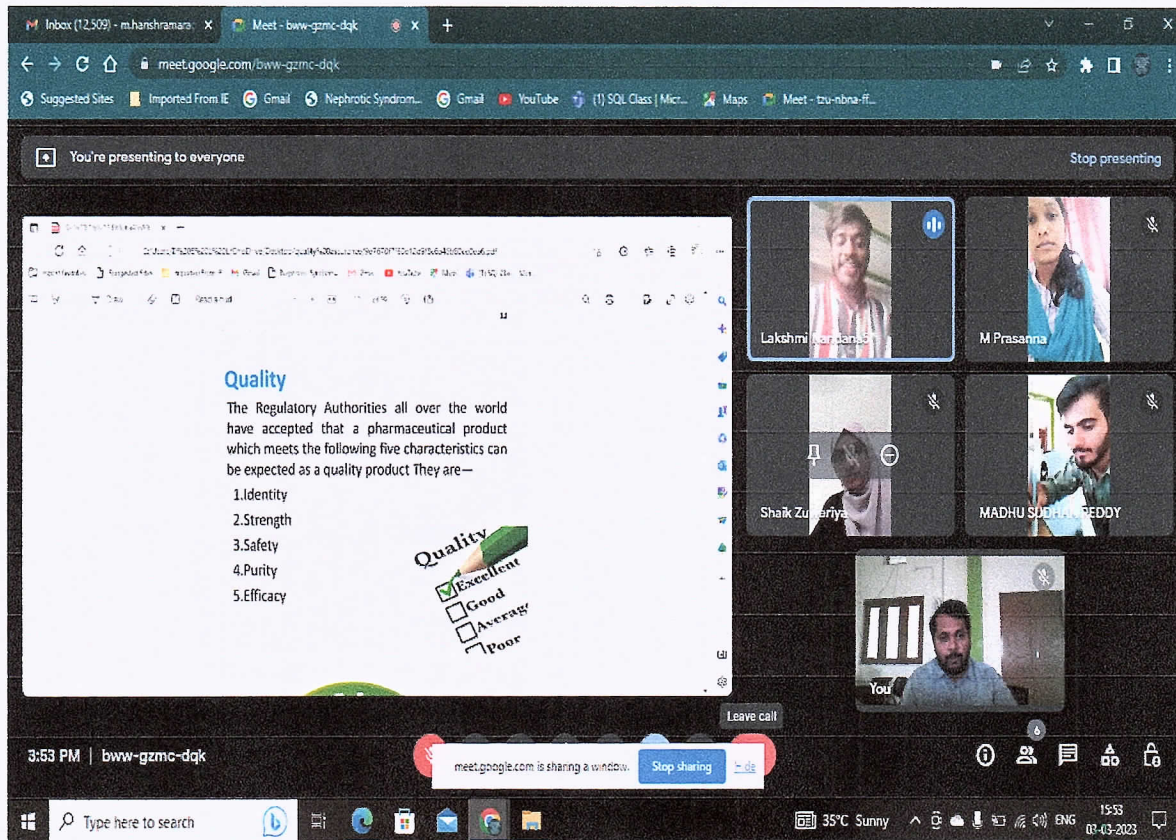 Inbox (12,509) - m.harishramara
Meet - bww-gzmc-dqk
meet.google.com/bww-gzmc-dqk
Suggested Sites Imported From IE Gmail Nephrotic Syndrom... Gmail YouTube (1) SQL Class | Micr... Maps Meet - tzu-nbna-ff...
You're presenting to everyone
Stop presenting
12
Quality
The Regulatory Authorities all over the world
have accepted that a pharmaceutical product
which meets the following five characteristics can
be expected as a quality product They are—
1.Identity
2.Strength
3.Safety
4.Purity
5.Efficacy
Quality
Excellent
Good
Average
Poor
Lakshmi
M Prasanna
Shaik
MADHU SUDHAN REDDY
You
Leave call
6
3:53 PM | bww-gzmc-dqk
meet.google.com is sharing a window.
Stop sharing
Type here to search
35°C Sunny
ENG
15:53
03-03-2023